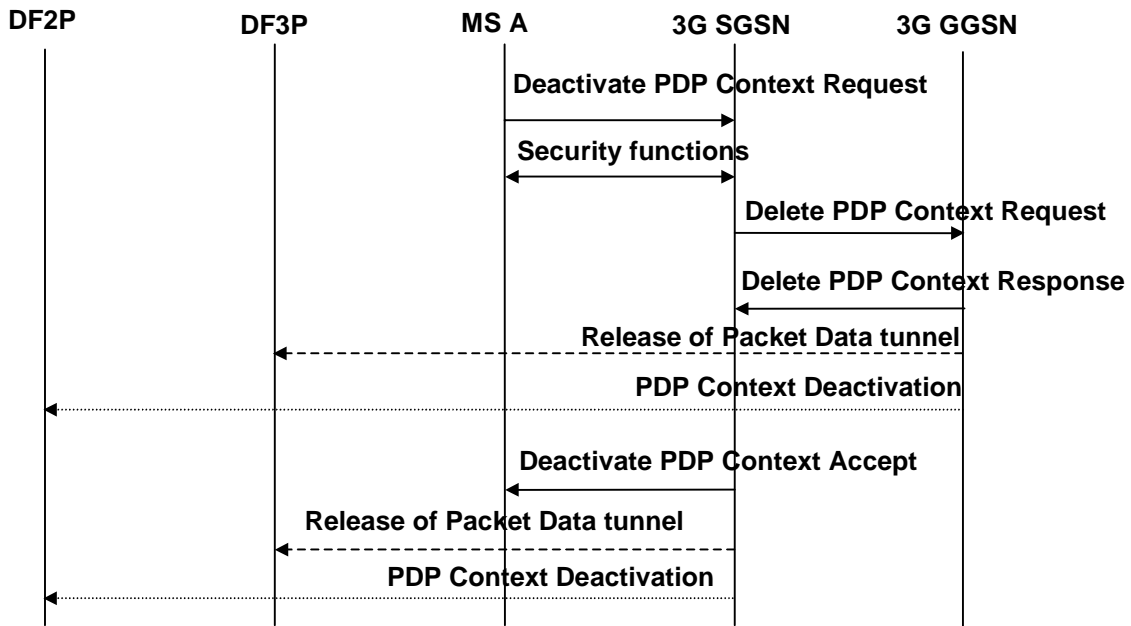 DF2P
DF3P
MS A
3G SGSN
3G GGSN
Deactivate PDP Context Request
Security functions
Delete PDP Context Request
Delete PDP Context Response
Release of Packet Data tunnel
PDP Context Deactivation
Deactivate PDP Context Accept
Release of Packet Data tunnel
PDP Context Deactivation